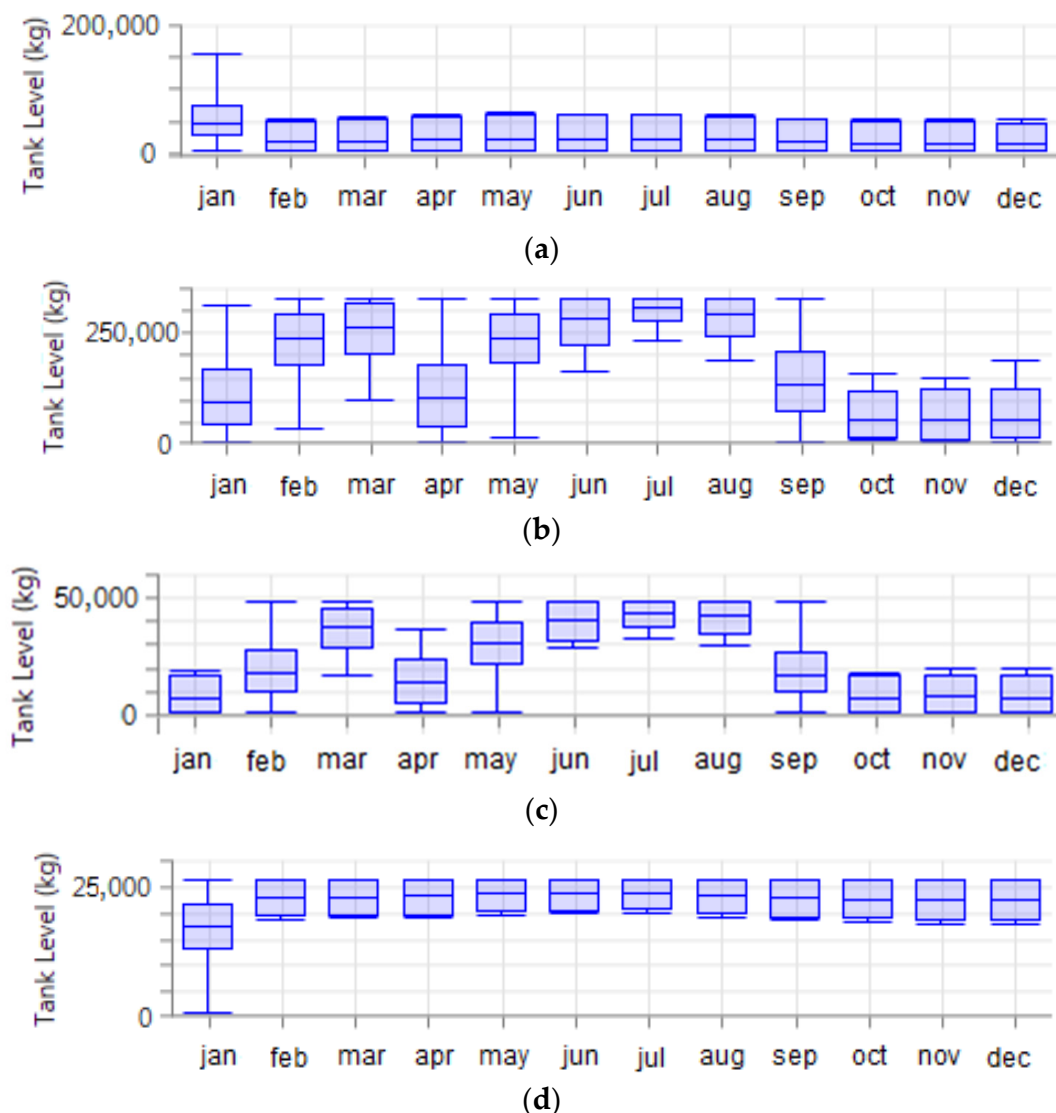 Tank Level (kg)
200,000
0
jan feb mar apr may jun jul aug sep oct nov dec
(a)
Tank Level (kg)
250,000
0
jan feb mar apr may jun jul aug sep oct nov dec
(b)
Tank Level (kg)
50,000
0
jan feb mar apr may jun jul aug sep oct nov dec
(c)
Tank Level (kg)
25,000
0
jan feb mar apr may jun jul aug sep oct nov dec
(d)